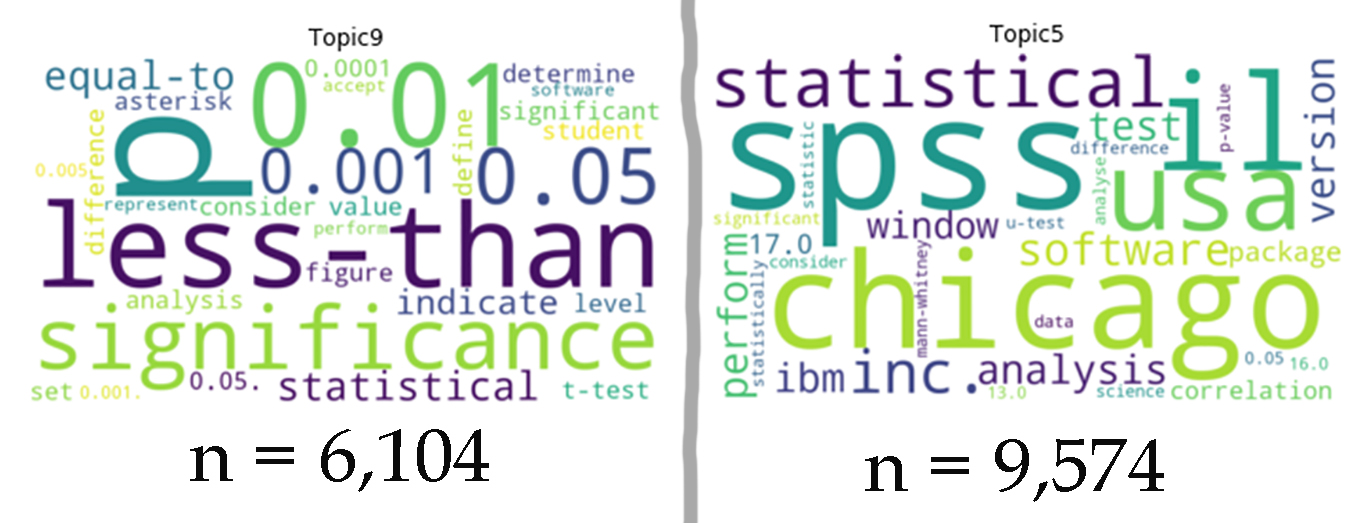 Topic9
equal-to
0.0001
accept
determine
software
asterisk
0.01
significant
student
p
difference
0.005
0.001
define
0.05
represent
consider
value
perform
less-than
figure
analysis
indicate
level
significance
set
0.001.
0.05.
statistical
t-test
n = 6,104
Topic5
statistical
il
version
spss
statistic
test
p-value
difference
analyse
usa
significant
window
u-test
perform
17.0
consider
software
package
statistically
chicago
mann-whitney
data
ibm
inc.
analysis
0.05
16.0
13.0
science
correlation
n = 9,574